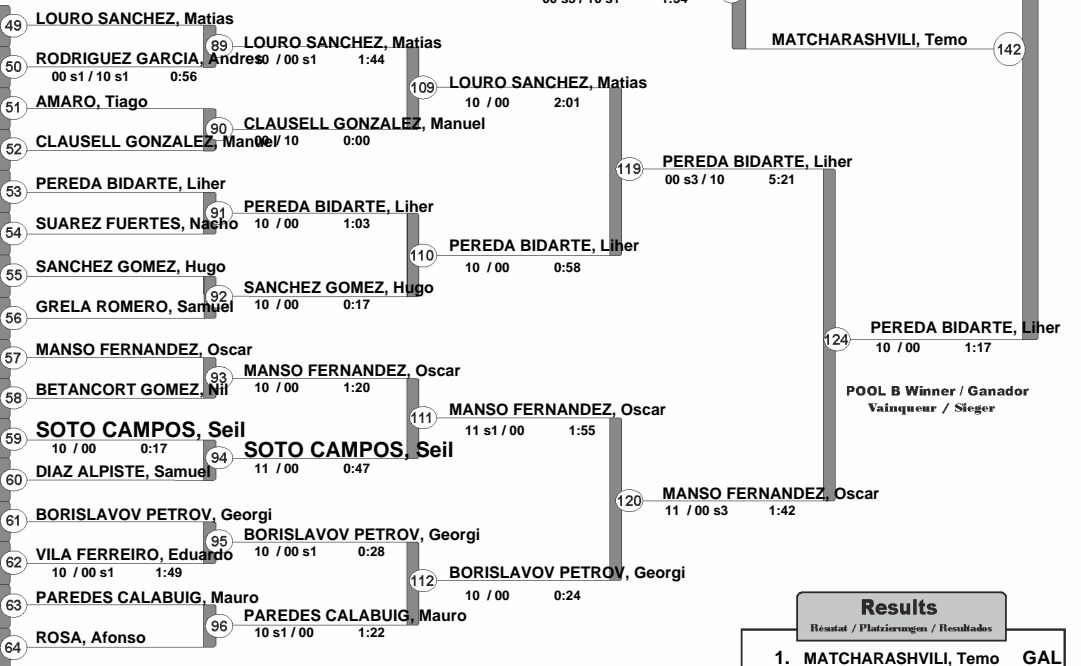 49 LOURO SANCHEZ, Matias
50 RODRIGUEZ GARCIA, Andres
00 s1 / 10 s1 0:56
51 AMARO, Tiago
52 CLAUSELL GONZALEZ, Manuel
53 PEREDA BIDARTE, Liher
54 SUAREZ FUERTES, Nacho
55 SANCHEZ GOMEZ, Hugo
56 GRELA ROMERO, Samuel
57 MANSO FERNANDEZ, Oscar
58 BETANCORT GOMEZ, Nil
59 SOTO CAMPOS, Seil
10 / 00 0:17
60 DIAZ ALPISTE, Samuel
61 BORISLAVOV PETROV, Georgi
62 VILA FERREIRO, Eduardo
10 / 00 s1 1:49
63 PAREDES CALABUIG, Mauro
64 ROSA, Afonso
89 LOURO SANCHEZ, Matias
/ 00 s1 1:44
90 CLAUSELL GONZALEZ, Manuel
00 / 10 0:00
91 PEREDA BIDARTE, Liher
10 / 00 1:03
92 SANCHEZ GOMEZ, Hugo
10 / 00 0:17
93 MANSO FERNANDEZ, Oscar
10 / 00 1:20
94 SOTO CAMPOS, Seil
11 / 00 0:47
95 BORISLAVOV PETROV, Georgi
10 / 00 s1 0:28
96 PAREDES CALABUIG, Mauro
10 s1 / 00 1:22
109 LOURO SANCHEZ, Matias
10 / 00 2:01
110 PEREDA BIDARTE, Liher
10 / 00 0:58
111 MANSO FERNANDEZ, Oscar
11 s1 / 00 1:55
112 BORISLAVOV PETROV, Georgi
10 / 00 0:24
119 PEREDA BIDARTE, Liher
00 s3 / 10 5:21
120 MANSO FERNANDEZ, Oscar
11 / 00 s3 1:42
MATCHARASHVILI, Temo 142
124 PEREDA BIDARTE, Liher
10 / 00 1:17
POOL B Winner / Ganador
Vainqueur / Sieger
Results
Résutat / Platzierungen / Resultados
1. MATCHARASHVILI, Temo GAL